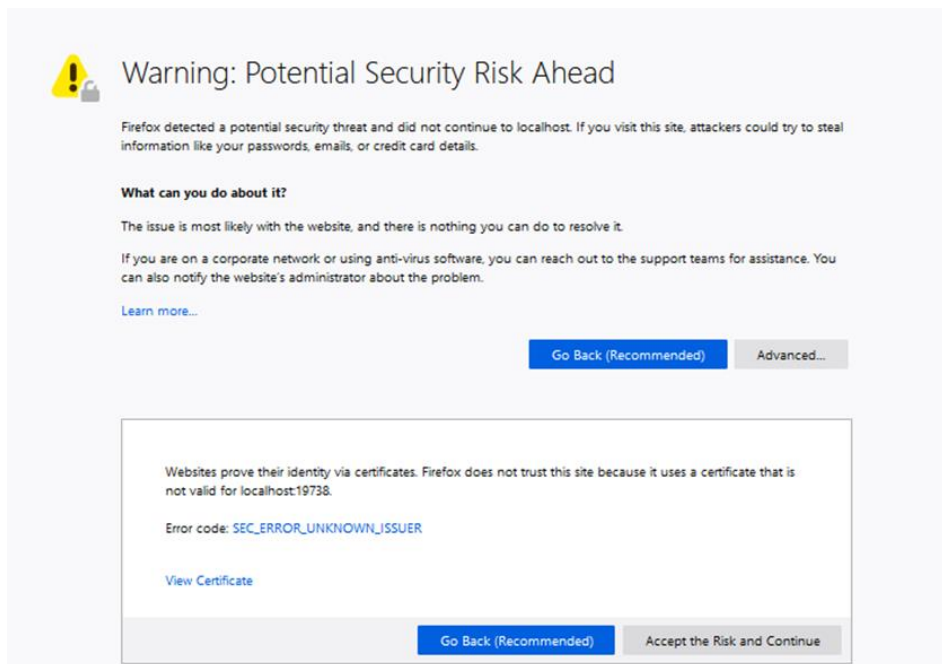 Warning: Potential Security Risk Ahead
Firefox detected a potential security threat and did not continue to localhost. If you visit this site, attackers could try to steal
information like your passwords, emails, or credit card details.
What can you do about it?
The issue is most likely with the website, and there is nothing you can do to resolve it.
If you are on a corporate network or using anti-virus software, you can reach out to the support teams for assistance. You
can also notify the website's administrator about the problem.
Learn more...
Go Back (Recommended)
Advanced...
Websites prove their identity via certificates. Firefox does not trust this site because it uses a certificate that is
not valid for localhost:19738.
Error code: SEC_ERROR_UNKNOWN_ISSUER
View Certificate
Go Back (Recommended)
Accept the Risk and Continue